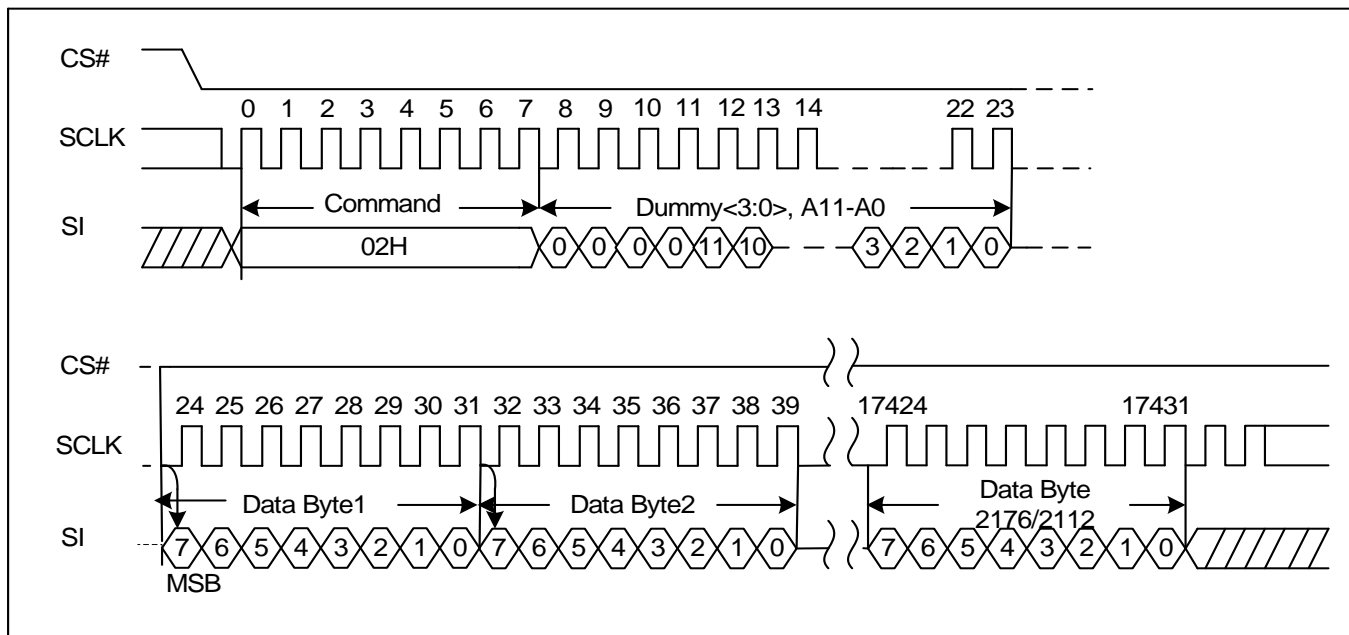 CS#
0 1 2 3 4 5 6 7 8 9 10 11 12 13 14 22 23
SCLK
Command Dummy<3:0>, A11-A0
SI
02H 0 0 0 0 11 10 3 2 1 0
CS#
24 25 26 27 28 29 30 31 32 33 34 35 36 37 38 39 17424 17431
SCLK
Data Byte1 Data Byte2 Data Byte
2176/2112
SI
7 6 5 4 3 2 1 0 7 6 5 4 3 2 1 0 7 6 5 4 3 2 1 0
MSB